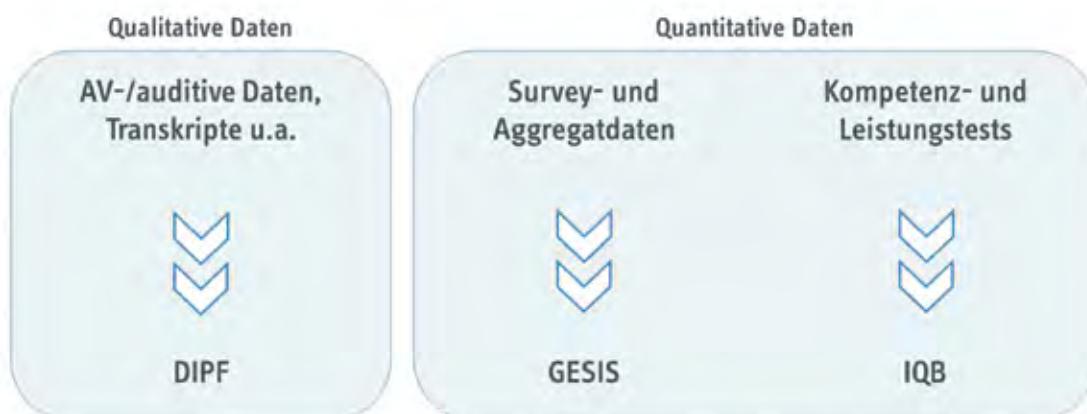 Qualitative Daten
AV-/auditive Daten,
Transkripte u.a.
DIPF
Quantitative Daten
Survey- und
Aggregatdaten
GESIS
Kompetenz- und
Leistungstests
IQB